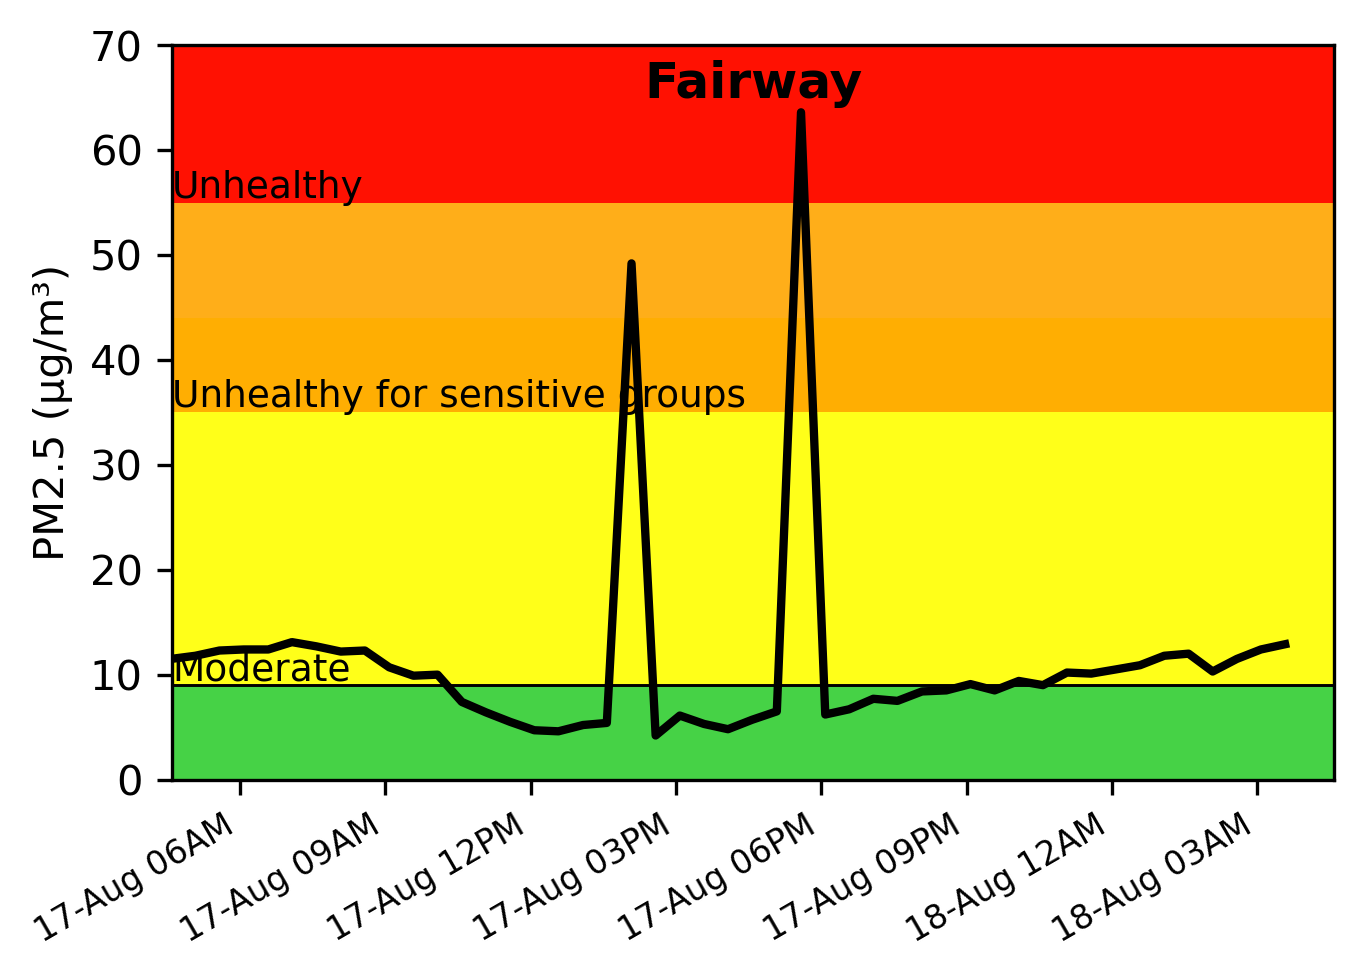 Fairway
70
60
50
40
30
20
10
0
PM2.5 (μg/m³)
Unhealthy
Unhealthy for sensitive groups
Moderate
17-Aug 06AM
17-Aug 09AM
17-Aug 12PM
17-Aug 03PM
17-Aug 06PM
17-Aug 09PM
18-Aug 12AM
18-Aug 03AM